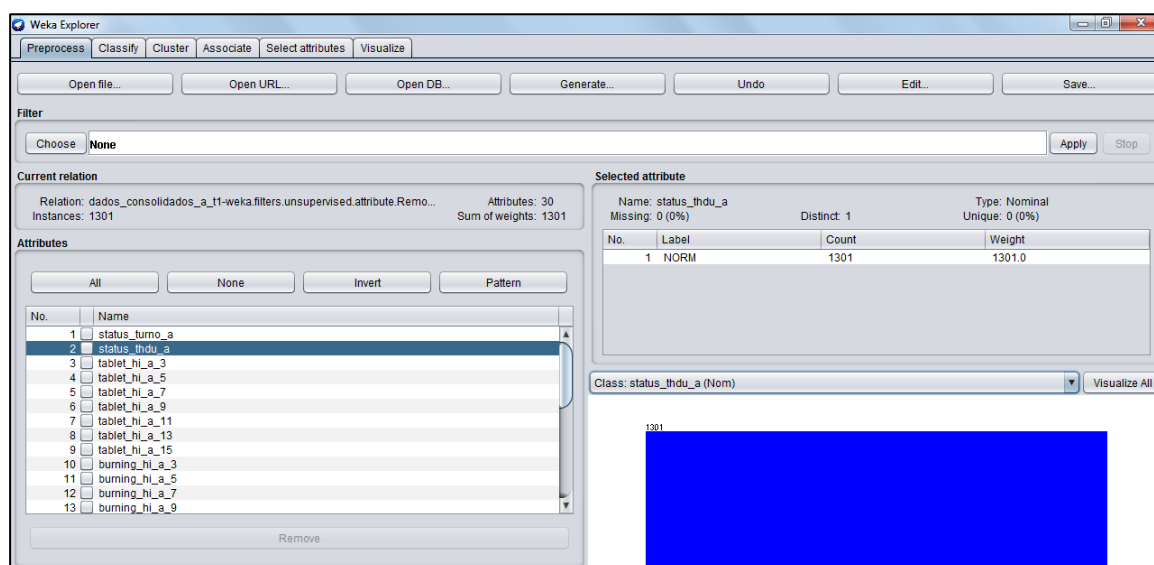 Weka Explorer
Preprocess Classify Cluster Associate Select attributes Visualize
Open file... Open URL... Open DB... Generate... Undo Edit... Save...
Filter
Choose None Apply Stop
Current relation
Relation: dados_consolidados_a_t1-weka.filters.unsupervised.attribute.Remo... Attributes: 30
Instances: 1301 Sum of weights: 1301
Attributes
All None Invert Pattern
No. Name
1 status_turno_a
2 status_thdu_a
3 tablet_hi_a_3
4 tablet_hi_a_5
5 tablet_hi_a_7
6 tablet_hi_a_9
7 tablet_hi_a_11
8 tablet_hi_a_13
9 tablet_hi_a_15
10 burning_hi_a_3
11 burning_hi_a_5
12 burning_hi_a_7
13 burning_hi_a_9
Remove
Selected attribute
Name: status_thdu_a Type: Nominal
Missing: 0 (0%) Distinct: 1 Unique: 0 (0%)
No. Label Count Weight
1 NORM 1301 1301.0
Class: status_thdu_a (Nom) Visualize All
1301